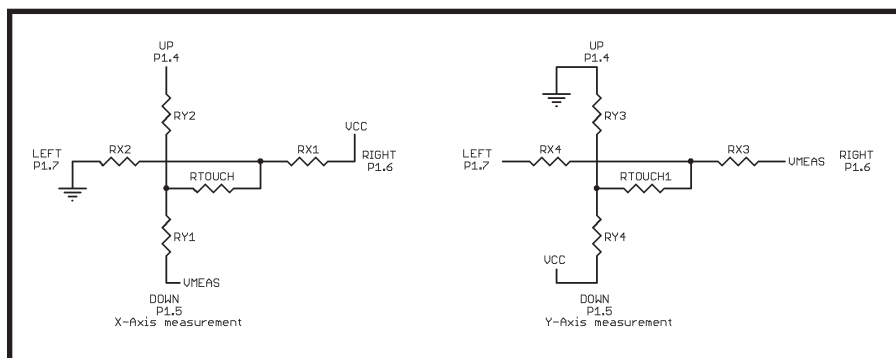 UP
P1.4
RY2
VCC
LEFT
P1.7
RX2
RX1
RIGHT
P1.6
RTOUCH
RY1
VMEAS
DOWN
P1.5
X-Axis measurement
UP
P1.4
RY3
LEFT
P1.7
RX4
RX3
VMEAS
RIGHT
P1.6
RTOUCH1
RY4
VCC
DOWN
P1.5
Y-Axis measurement